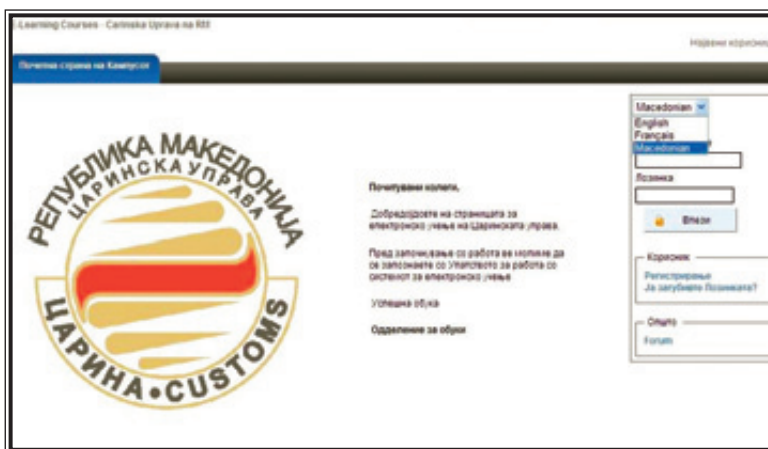 E-Learning Courses - Carinska Uprava na RM
Најавени корисниц
Почетна страна на Кампусот
Macedonian
English
Français
Macedonian
Лозинка
Влези
Корисник
Регистрирање
Ја загубивте Лозинката?
Општо
Forum
РЕПУБЛИКА МАКЕДОНИЈА
ЦАРИНСКА УПРАВА
ЦАРИНА • CUSTOMS
Почитувани колеги,
Добредојдовте на страницата за
електронско учење на Царинската управа.
Пред започнување со работа ве молиме да
се запознаете со Упатството за работа со
системот за електронско учење
Успешна обука
Одделение за обуки